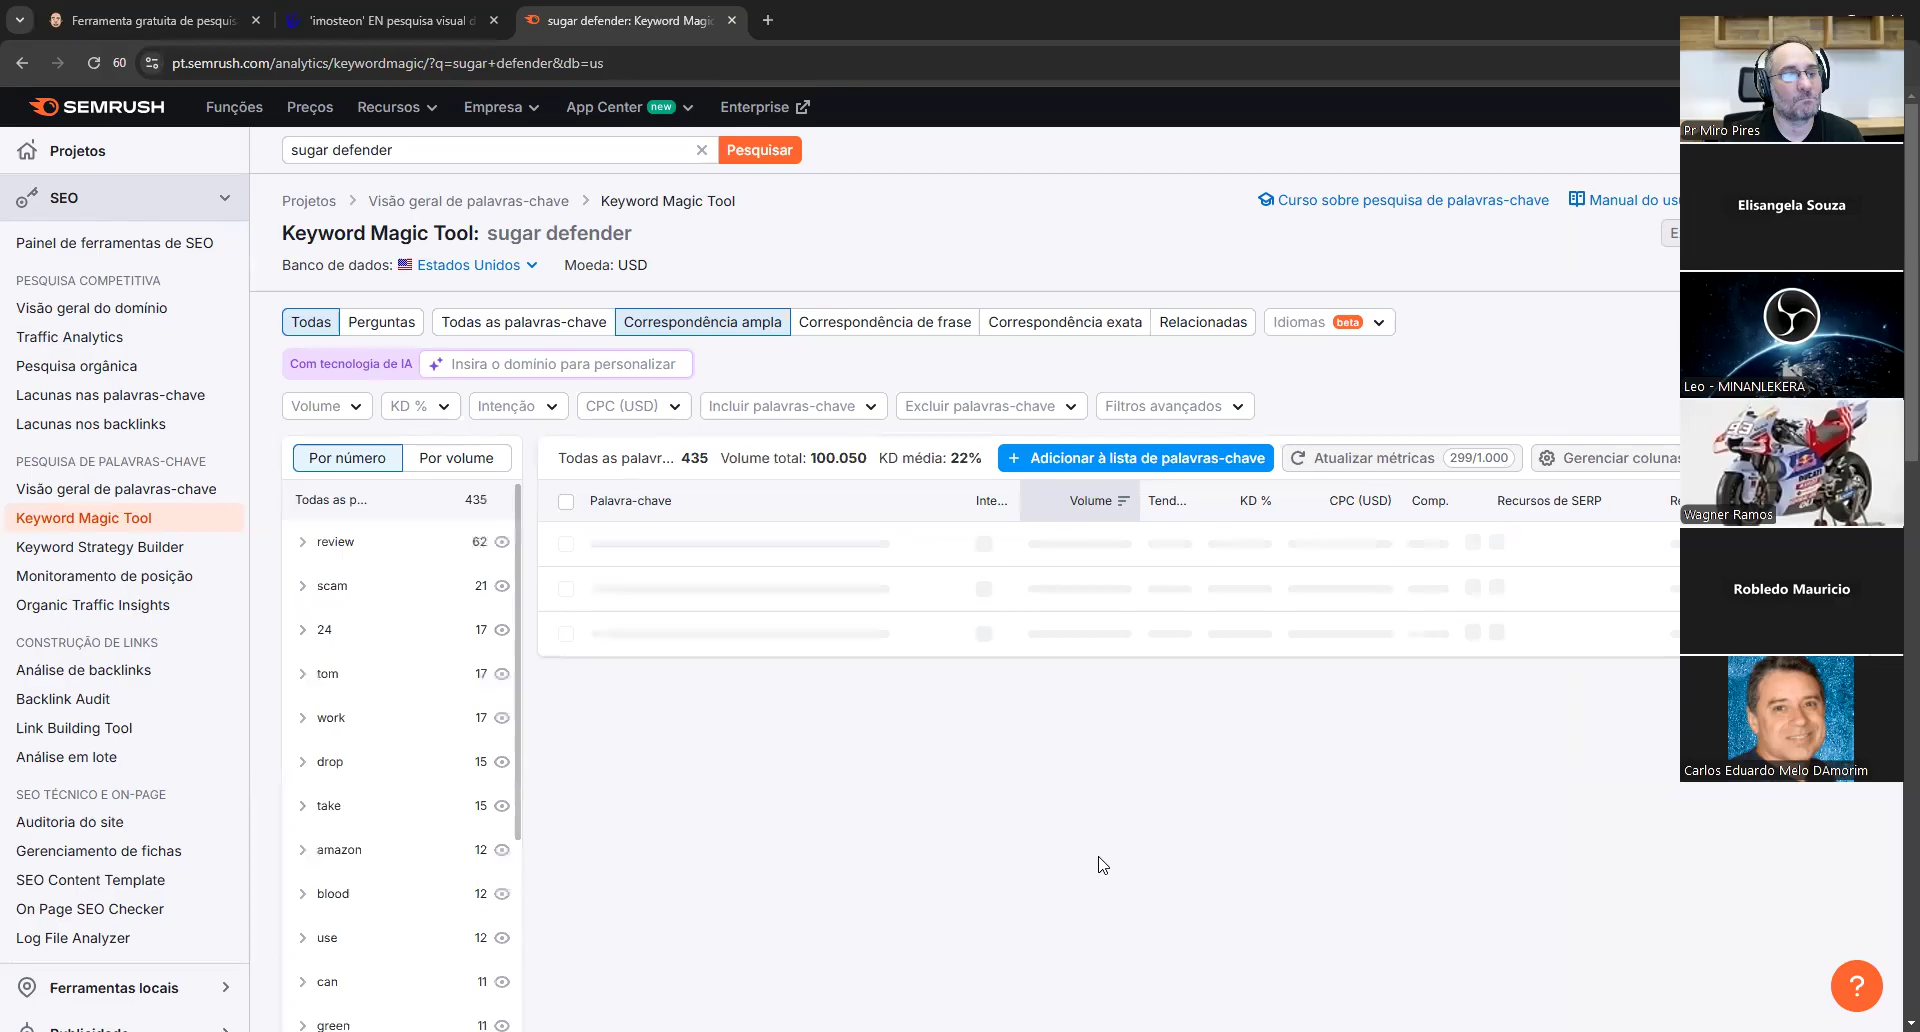 Ferramenta gratuita de pesquis
'imosteon' EN pesquisa visual d
sugar defender: Keyword Magic
60
pt.semrush.com/analytics/keywordmagic/?q=sugar+defender&db=us
SEMRUSH
Funções
Preços
Recursos
Empresa
App Center new
Enterprise
Projetos
SEO
Painel de ferramentas de SEO
PESQUISA COMPETITIVA
Visão geral do domínio
Traffic Analytics
Pesquisa orgânica
Lacunas nas palavras-chave
Lacunas nos backlinks
PESQUISA DE PALAVRAS-CHAVE
Visão geral de palavras-chave
Keyword Magic Tool
Keyword Strategy Builder
Monitoramento de posição
Organic Traffic Insights
CONSTRUÇÃO DE LINKS
Análise de backlinks
Backlink Audit
Link Building Tool
Análise em lote
SEO TÉCNICO E ON-PAGE
Auditoria do site
Gerenciamento de fichas
SEO Content Template
On Page SEO Checker
Log File Analyzer
Ferramentas locais
Publicidade
sugar defender
Pesquisar
Projetos > Visão geral de palavras-chave > Keyword Magic Tool
Curso sobre pesquisa de palavras-chave
Manual do usu
Keyword Magic Tool: sugar defender
E
Banco de dados: Estados Unidos
Moeda: USD
Todas
Perguntas
Todas as palavras-chave
Correspondência ampla
Correspondência de frase
Correspondência exata
Relacionadas
Idiomas beta
Com tecnologia de IA
Insira o domínio para personalizar
Volume
KD %
Intenção
CPC (USD)
Incluir palavras-chave
Excluir palavras-chave
Filtros avançados
Por número
Por volume
Todas as p... 435
review 62
scam 21
24 17
tom 17
work 17
drop 15
take 15
amazon 12
blood 12
use 12
can 11
green 11
Todas as palavr... 435 Volume total: 100.050 KD média: 22%
+ Adicionar à lista de palavras-chave
Atualizar métricas 299/1.000
Gerenciar colunas
Palavra-chave
Inte...
Volume
Tend...
KD %
CPC (USD)
Comp.
Recursos de SERP
Re
Pr Miro Pires
Elisangela Souza
Leo - MINANLEKERA
93
Wagner Ramos
Robledo Mauricio
Carlos Eduardo Melo DAmorim
?